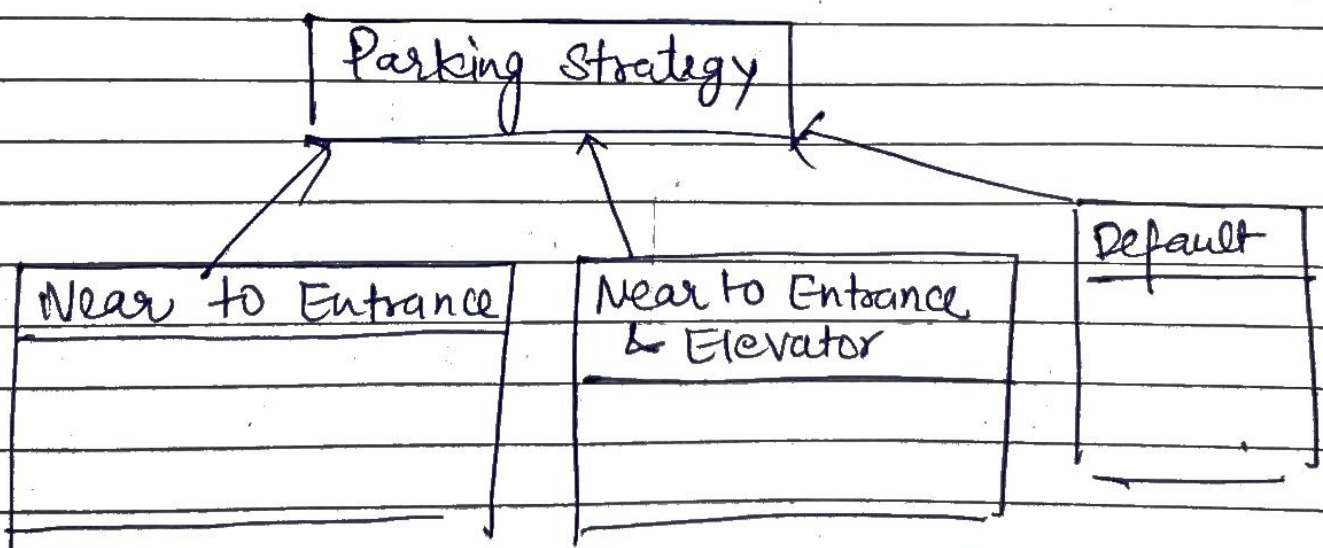 Parking Strategy
Near to Entrance
Near to Entrance
& Elevator
Default